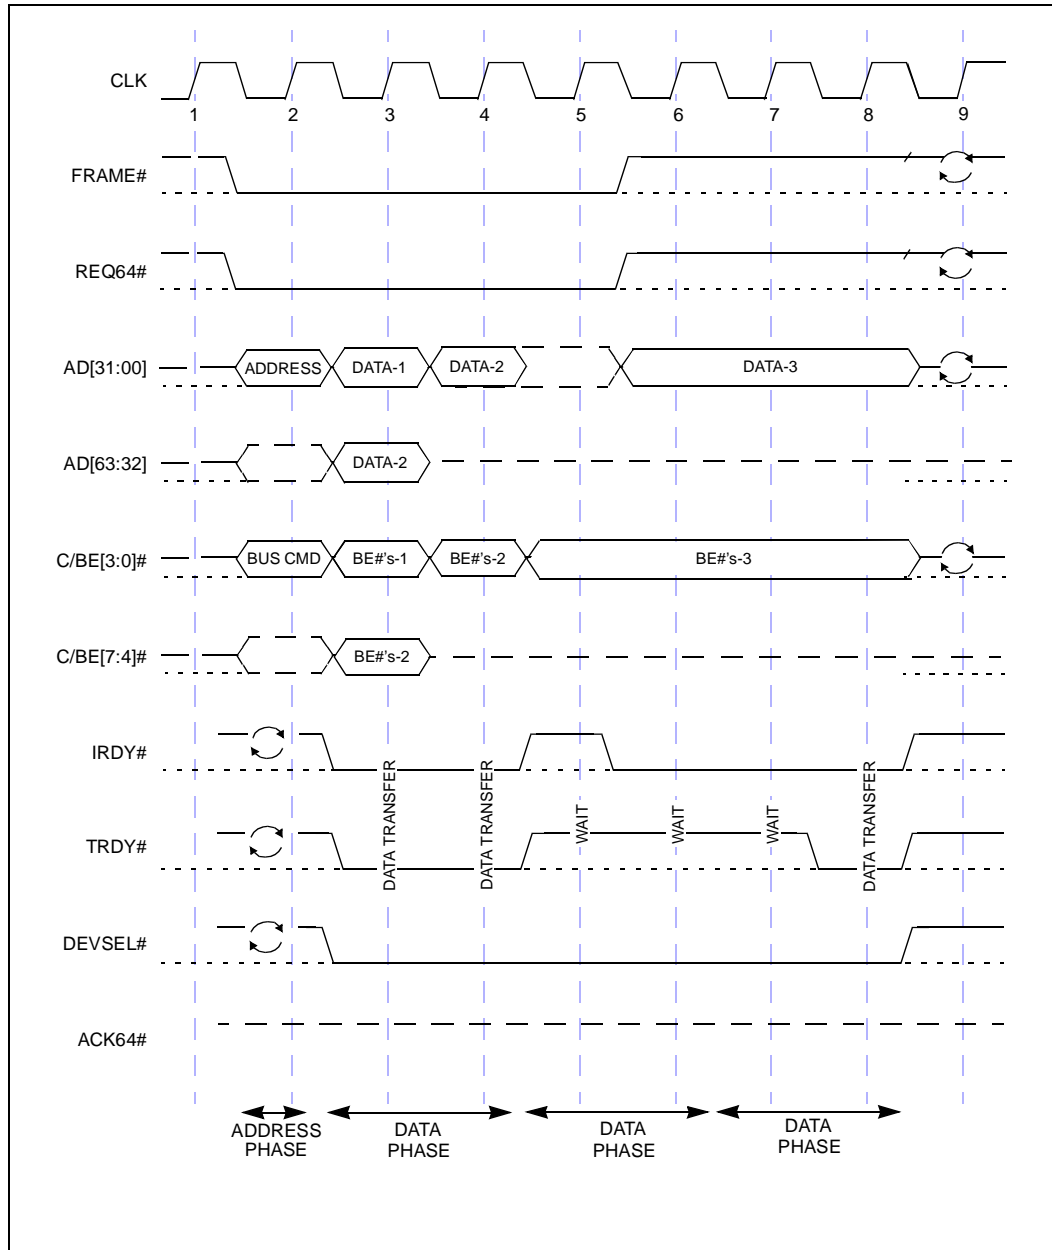 CLK
1 2 3 4 5 6 7 8 9
FRAME#
REQ64#
AD[31:00] ADDRESS DATA-1 DATA-2 DATA-3
AD[63:32] DATA-2
C/BE[3:0]# BUS CMD BE#'s-1 BE#'s-2 BE#'s-3
C/BE[7:4]# BE#'s-2
IRDY#
DATA TRANSFER
DATA TRANSFER
WAIT
WAIT
WAIT
DATA TRANSFER
TRDY#
DEVSEL#
ACK64#
ADDRESS
PHASE
DATA
PHASE
DATA
PHASE
DATA
PHASE